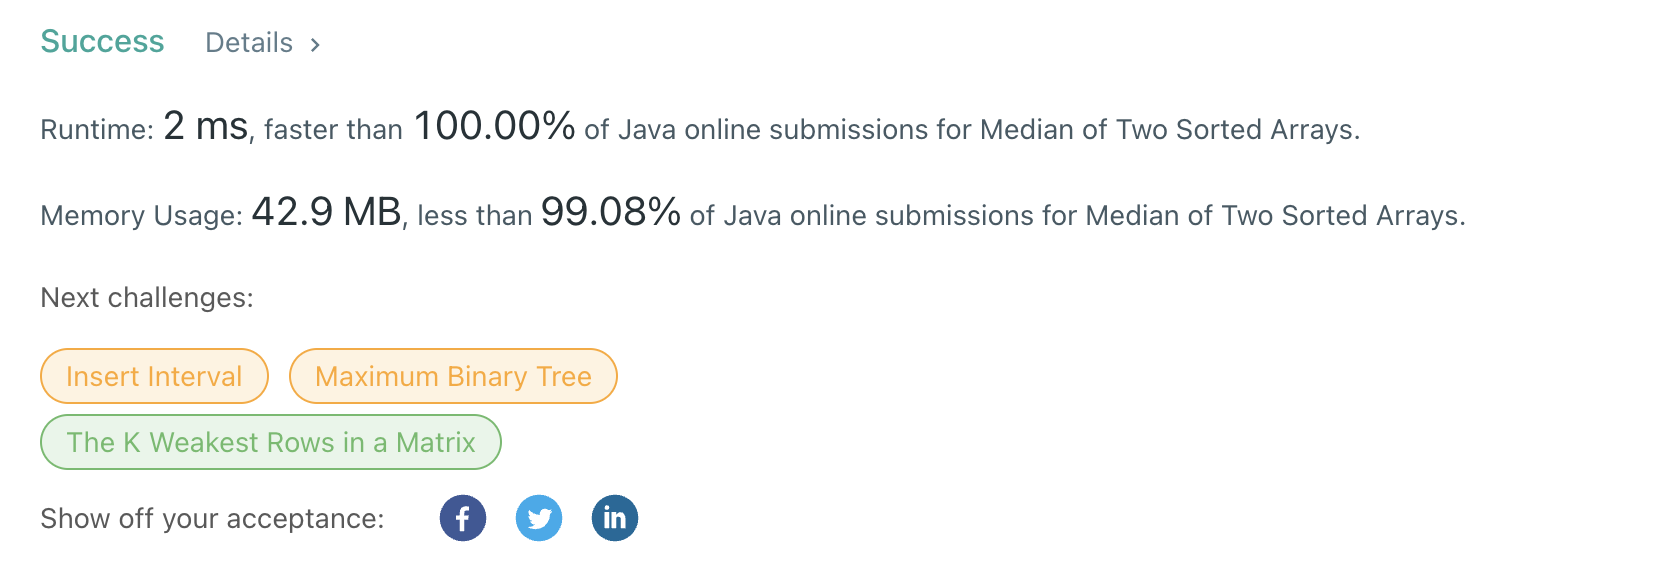 Success Details >
Runtime: 2 ms, faster than 100.00% of Java online submissions for Median of Two Sorted Arrays.
Memory Usage: 42.9 MB, less than 99.08% of Java online submissions for Median of Two Sorted Arrays.
Next challenges:
Insert Interval Maximum Binary Tree
The K Weakest Rows in a Matrix
Show off your acceptance: f in